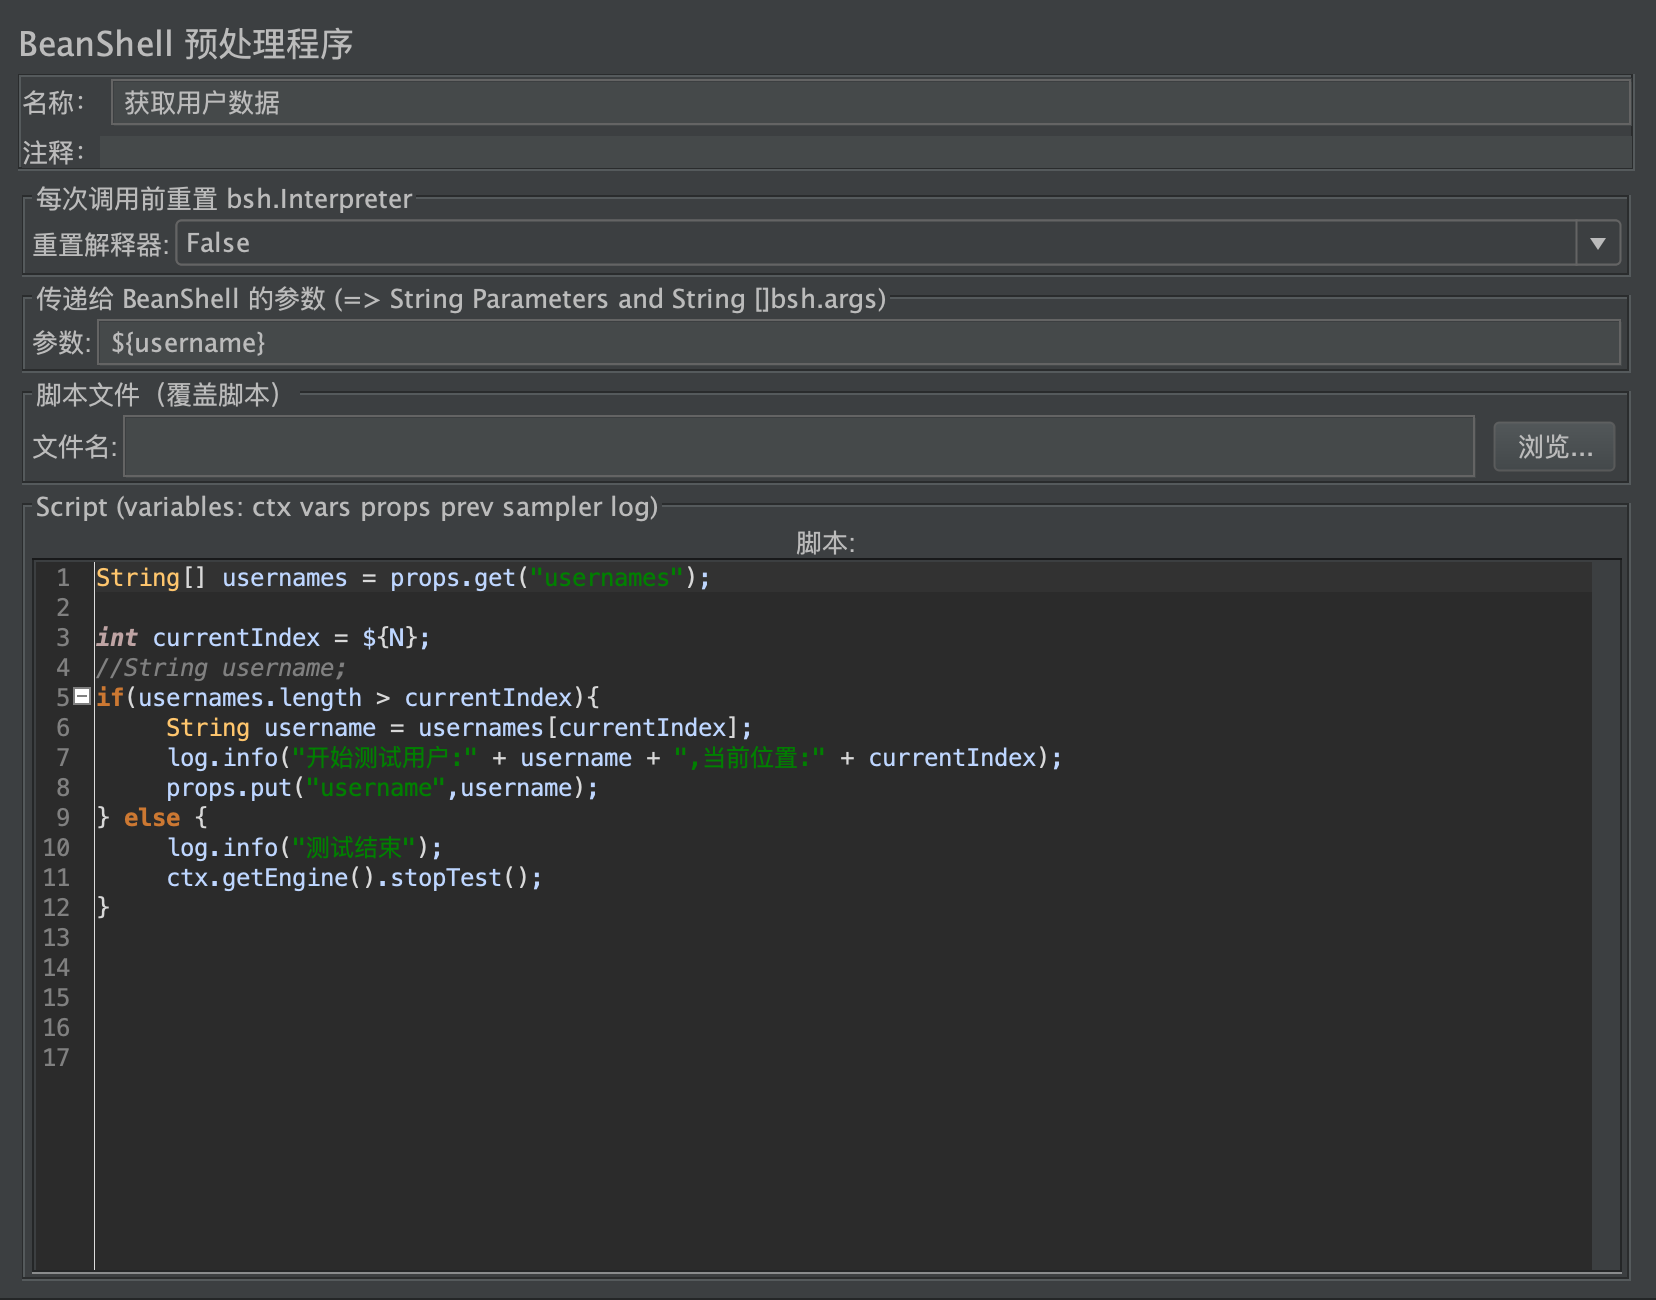 BeanShell 预处理程序
名称： 获取用户数据
注释：
每次调用前重置 bsh.Interpreter
重置解释器: False
传递给 BeanShell 的参数 (=> String Parameters and String []bsh.args)
参数: ${username}
脚本文件（覆盖脚本）
文件名: 浏览...
Script (variables: ctx vars props prev sampler log)
脚本:
1 String[] usernames = props.get("usernames");
2
3 int currentIndex = ${N};
4 //String username;
5 if(usernames.length > currentIndex){
6 String username = usernames[currentIndex];
7 log.info("开始测试用户:" + username + ",当前位置:" + currentIndex);
8 props.put("username",username);
9 } else {
10 log.info("测试结束");
11 ctx.getEngine().stopTest();
12 }
13
14
15
16
17